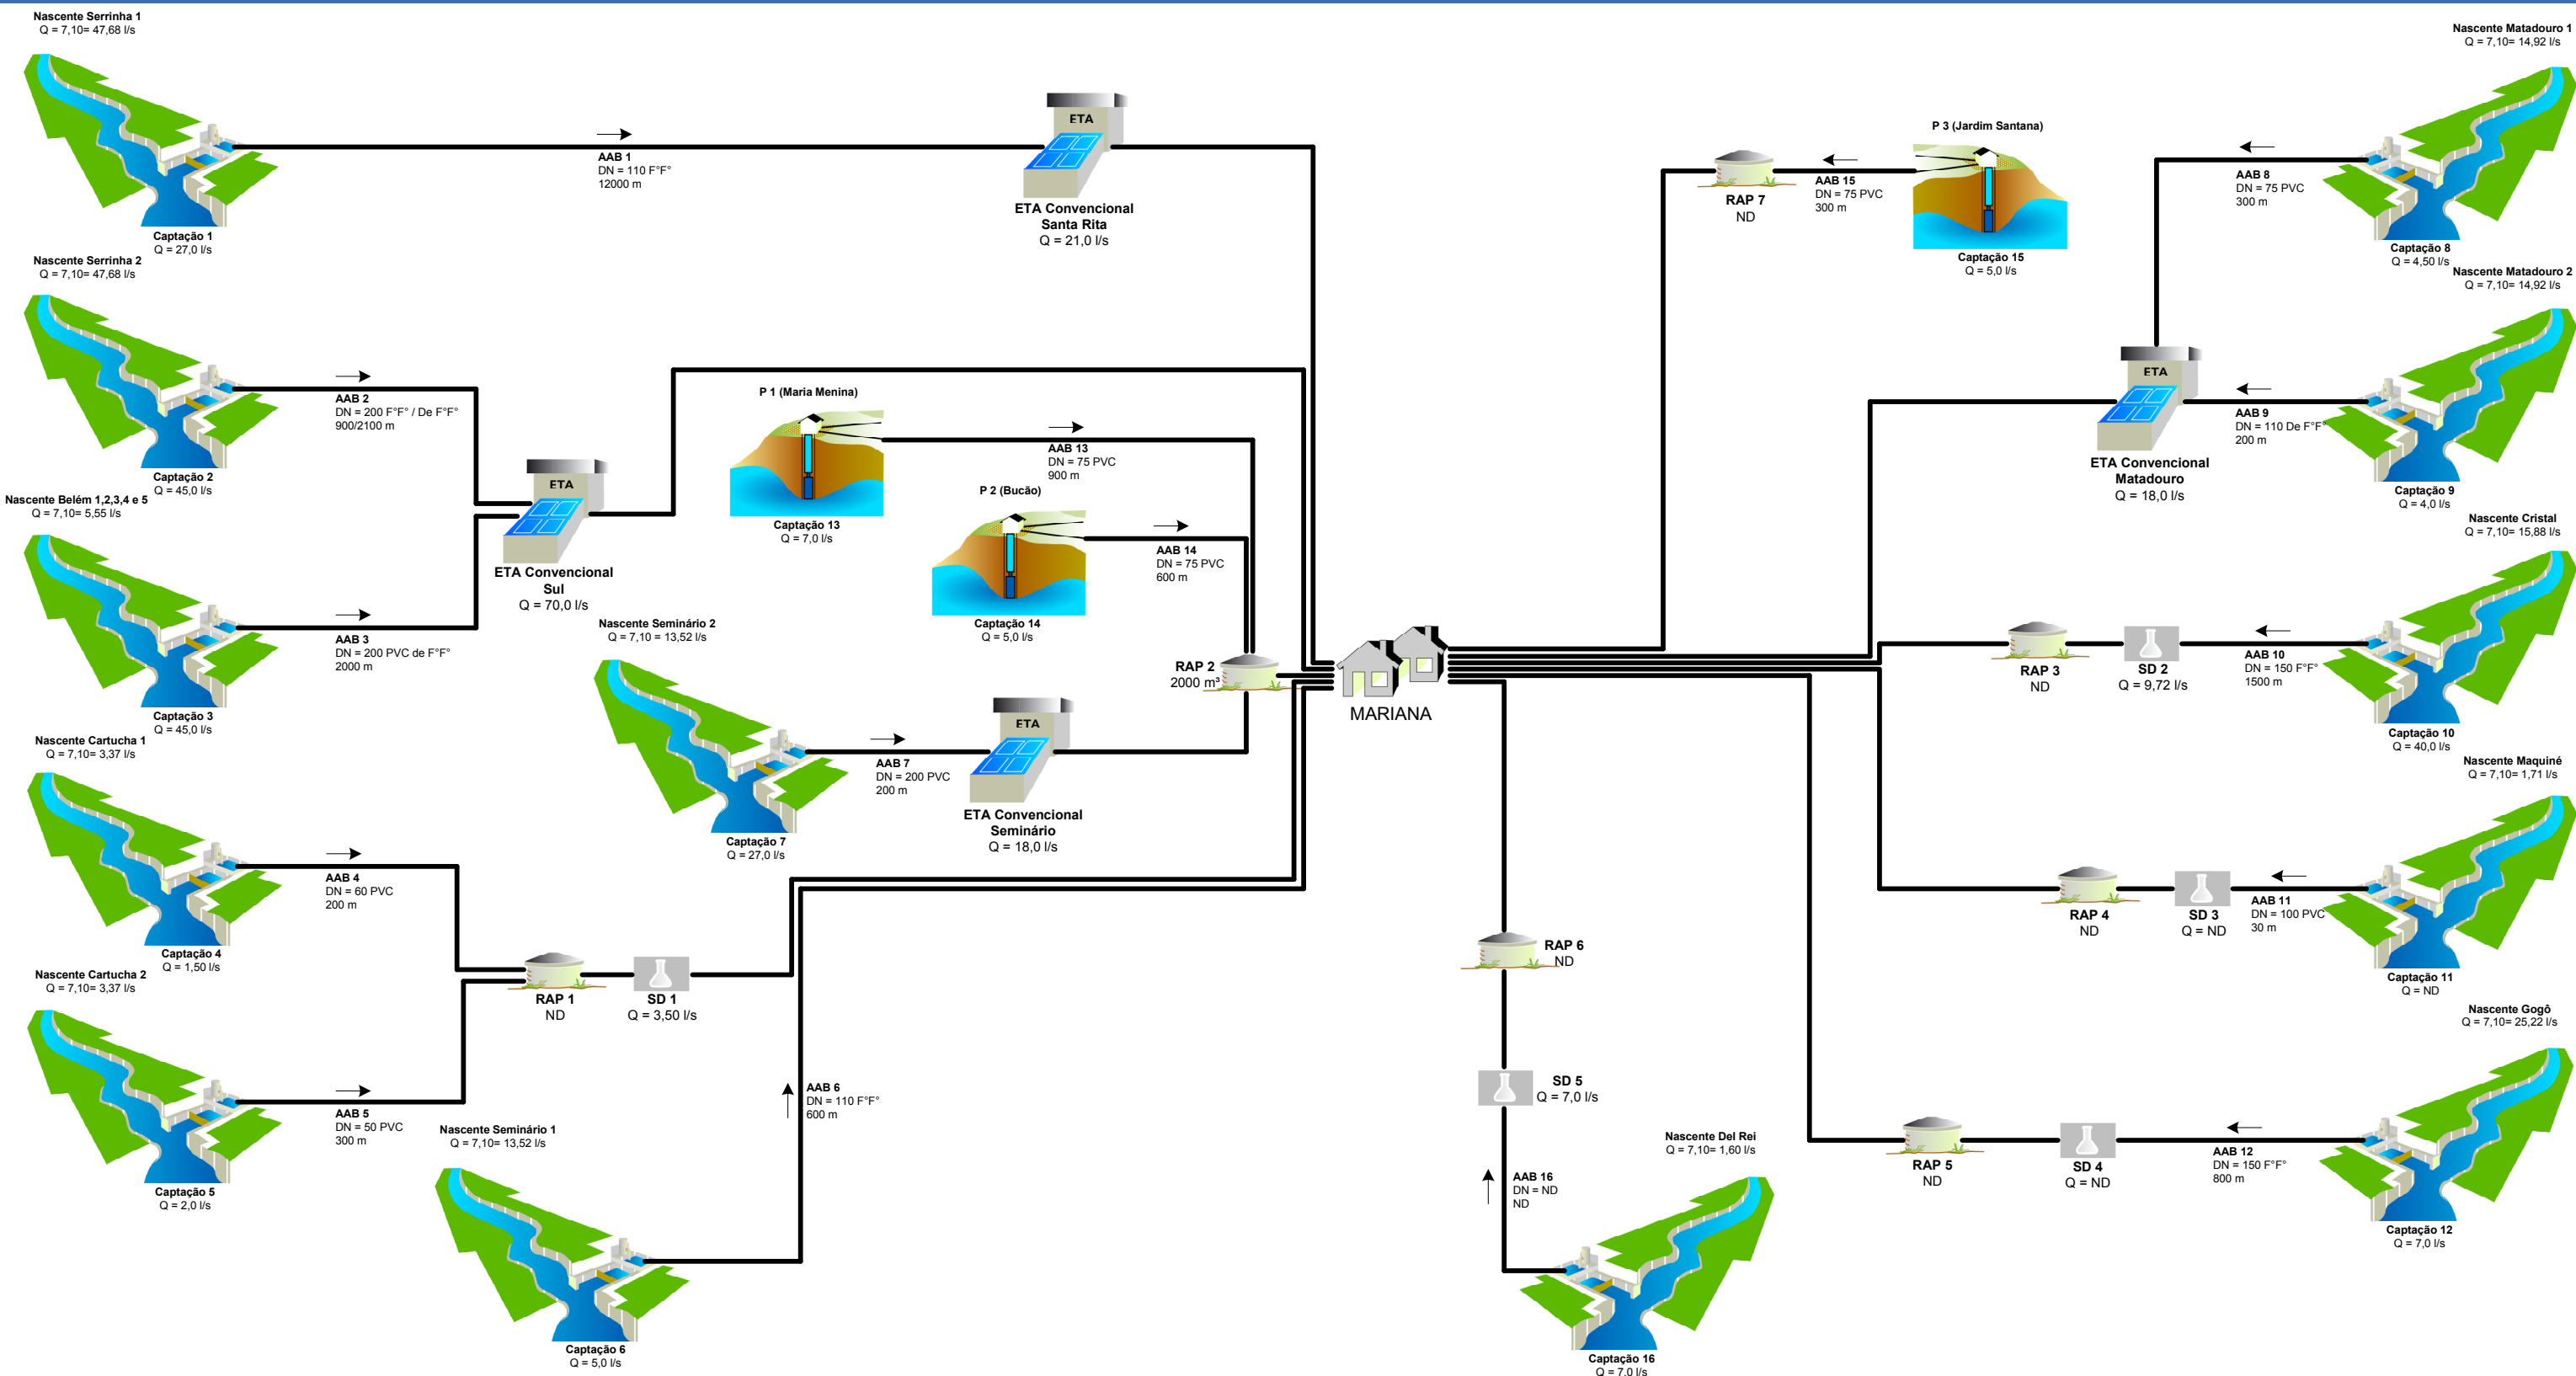 Nascente Serrinha 1
Q = 7,10= 47,68 l/s
Captação 1
Q = 27,0 l/s
AAB 1
DN = 110 F°F°
12000 m
ETA
ETA Convencional
Santa Rita
Q = 21,0 l/s
Nascente Serrinha 2
Q = 7,10= 47,68 l/s
Captação 2
Q = 45,0 l/s
AAB 2
DN = 200 F°F° / De F°F°
900/2100 m
Nascente Belém 1,2,3,4 e 5
Q = 7,10= 5,55 l/s
Captação 3
Q = 45,0 l/s
AAB 3
DN = 200 PVC de F°F°
2000 m
ETA
ETA Convencional
Sul
Q = 70,0 l/s
P 1 (Maria Menina)
Captação 13
Q = 7,0 l/s
AAB 13
DN = 75 PVC
900 m
P 2 (Bucão)
Captação 14
Q = 5,0 l/s
AAB 14
DN = 75 PVC
600 m
Nascente Seminário 2
Q = 7,10 = 13,52 l/s
Captação 7
Q = 27,0 l/s
AAB 7
DN = 200 PVC
200 m
ETA
ETA Convencional
Seminário
Q = 18,0 l/s
RAP 2
2000 m³
MARIANA
Nascente Cartucha 1
Q = 7,10= 3,37 l/s
Captação 4
Q = 1,50 l/s
AAB 4
DN = 60 PVC
200 m
Nascente Cartucha 2
Q = 7,10= 3,37 l/s
Captação 5
Q = 2,0 l/s
AAB 5
DN = 50 PVC
300 m
RAP 1
ND
SD 1
Q = 3,50 l/s
Nascente Seminário 1
Q = 7,10= 13,52 l/s
Captação 6
Q = 5,0 l/s
AAB 6
DN = 110 F°F°
600 m
RAP 6
ND
SD 5
Q = 7,0 l/s
AAB 16
DN = ND
ND
Nascente Del Rei
Q = 7,10= 1,60 l/s
Captação 16
Q = 7,0 l/s
RAP 7
ND
AAB 15
DN = 75 PVC
300 m
P 3 (Jardim Santana)
Captação 15
Q = 5,0 l/s
Nascente Matadouro 1
Q = 7,10= 14,92 l/s
AAB 8
DN = 75 PVC
300 m
Captação 8
Q = 4,50 l/s
Nascente Matadouro 2
Q = 7,10= 14,92 l/s
ETA
ETA Convencional
Matadouro
Q = 18,0 l/s
AAB 9
DN = 110 De F°F°
200 m
Captação 9
Q = 4,0 l/s
Nascente Cristal
Q = 7,10= 15,88 l/s
RAP 3
ND
SD 2
Q = 9,72 l/s
AAB 10
DN = 150 F°F°
1500 m
Captação 10
Q = 40,0 l/s
Nascente Maquiné
Q = 7,10= 1,71 l/s
RAP 4
ND
SD 3
Q = ND
AAB 11
DN = 100 PVC
30 m
Captação 11
Q = ND
Nascente Gogô
Q = 7,10= 25,22 l/s
RAP 5
ND
SD 4
Q = ND
AAB 12
DN = 150 F°F°
800 m
Captação 12
Q = 7,0 l/s